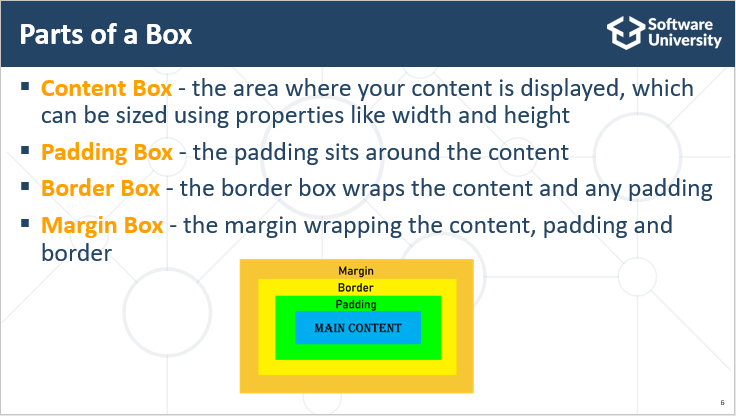 Parts of a Box
Software
University
▪ Content Box - the area where your content is displayed, which
can be sized using properties like width and height
▪ Padding Box - the padding sits around the content
▪ Border Box - the border box wraps the content and any padding
▪ Margin Box - the margin wrapping the content, padding and
border
Margin
Border
Padding
MAIN CONTENT
6